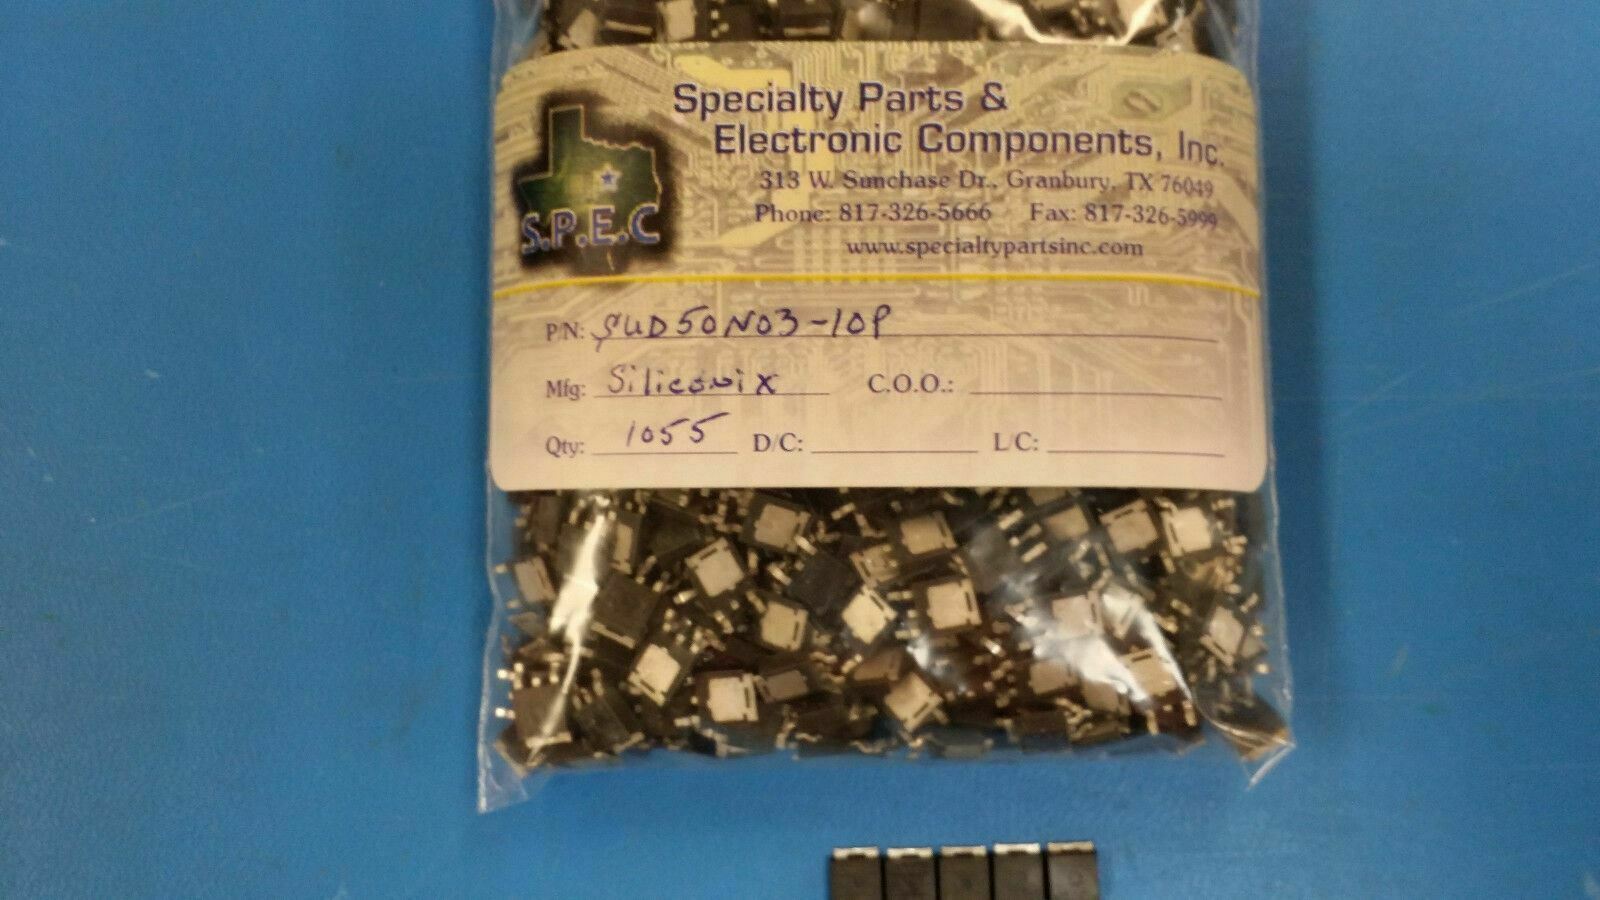 Specialty Parts &
Electronic Components, Inc.
313 W. Sunchase Dr., Granbury, TX 76049
Phone: 817-326-5666 Fax: 817-326-5999
www.specialtypartsinc.com
S.P.E.C
P/N: SUD50N03-10P
Mfg: Siliconix C.O.O.:
Qty: 1055 D/C: L/C: